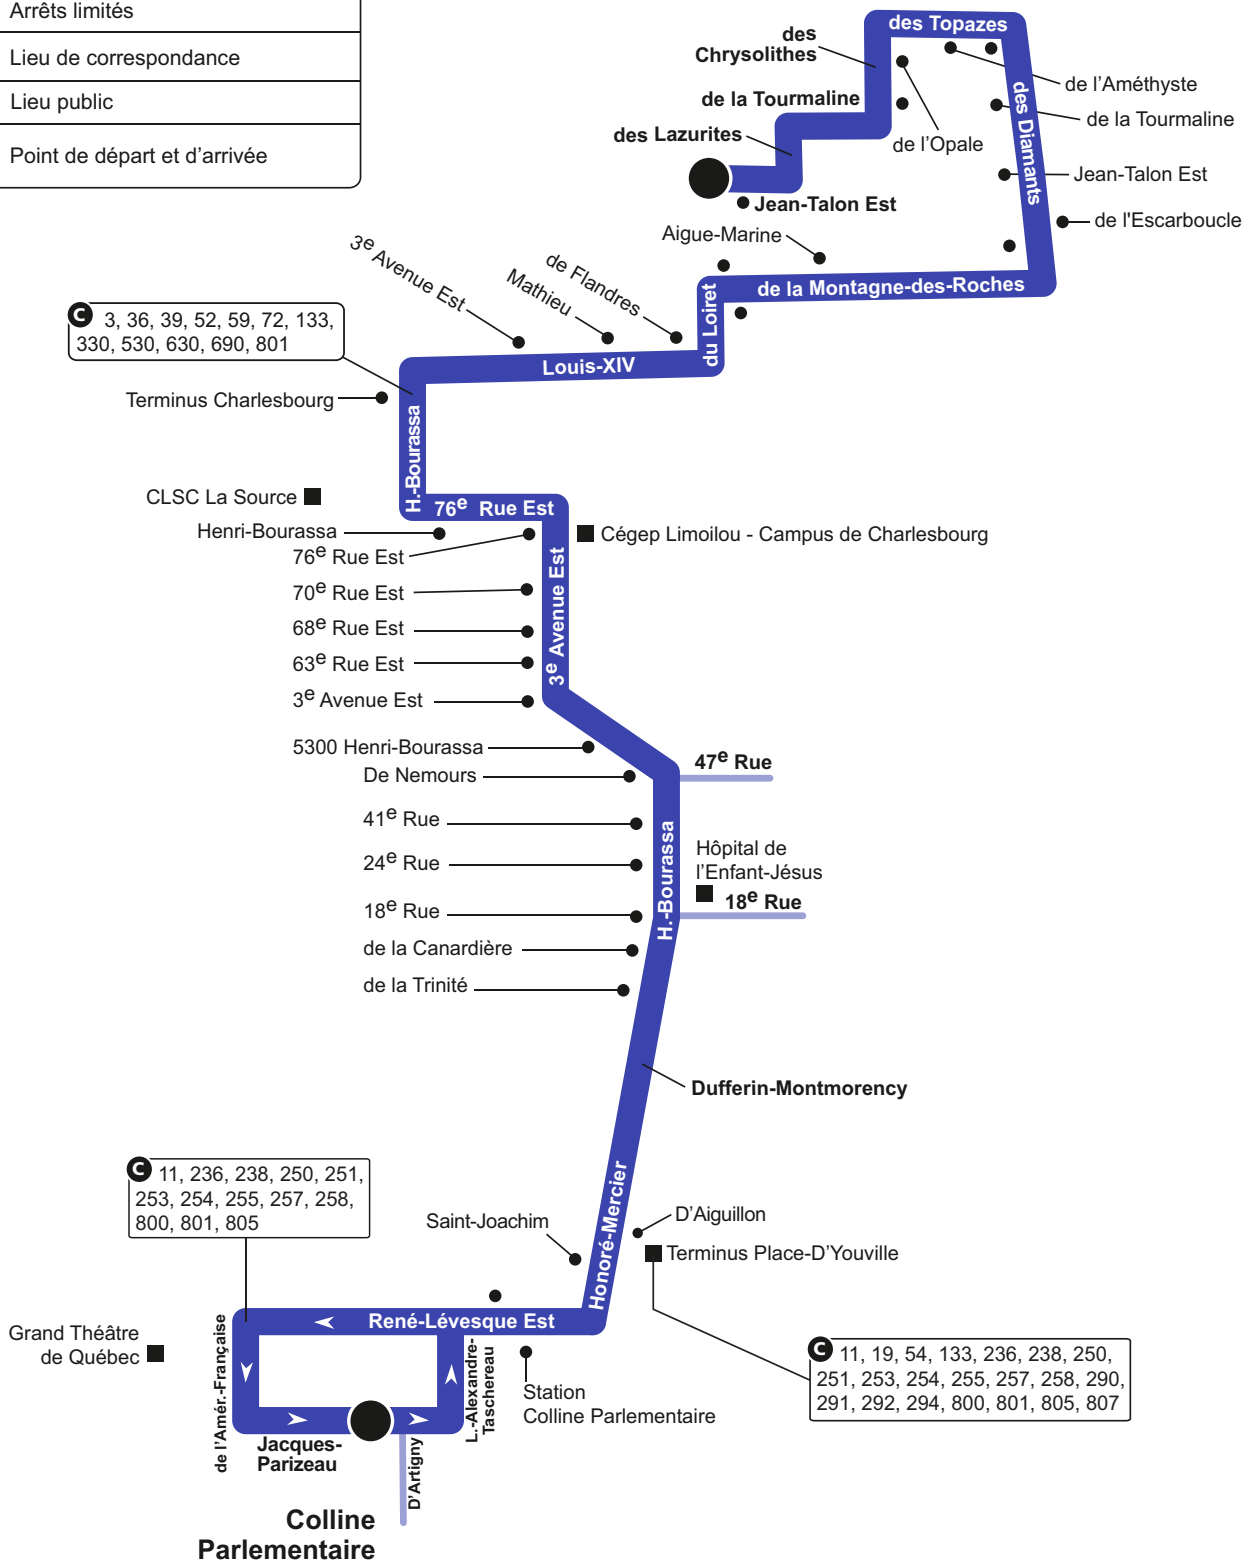 Arrêts limités
Lieu de correspondance
Lieu public
Point de départ et d'arrivée
des Topazes
des
Chrysolithes
de la Tourmaline
des Lazurites
de l'Améthyste
de la Tourmaline
de l'Opale
des Diamants
Jean-Talon Est
Jean-Talon Est
de l'Escarboucle
Aigue-Marine
de la Montagne-des-Roches
3e Avenue Est
Mathieu
de Flandres
du Loiret
C 3, 36, 39, 52, 59, 72, 133,
330, 530, 630, 690, 801
Louis-XIV
Terminus Charlesbourg
H.-Bourassa
CLSC La Source
76e Rue Est
Henri-Bourassa
Cégep Limoilou - Campus de Charlesbourg
76e Rue Est
70e Rue Est
68e Rue Est
63e Rue Est
3e Avenue Est
3e Avenue Est
5300 Henri-Bourassa
De Nemours
47e Rue
41e Rue
24e Rue
H.-Bourassa
Hôpital de
l'Enfant-Jésus
18e Rue
18e Rue
de la Canardière
de la Trinité
Dufferin-Montmorency
C 11, 236, 238, 250, 251,
253, 254, 255, 257, 258,
800, 801, 805
Honoré-Mercier
Saint-Joachim
D'Aiguillon
Terminus Place-D'Youville
René-Lévesque Est
Grand Théâtre
de Québec
de l'Amér.-Française
L.-Alexandre-
Taschereau
Station
Colline Parlementaire
C 11, 19, 54, 133, 236, 238, 250,
251, 253, 254, 255, 257, 258, 290,
291, 292, 294, 800, 801, 805, 807
Jacques-
Parizeau
D'Artigny
Colline
Parlementaire